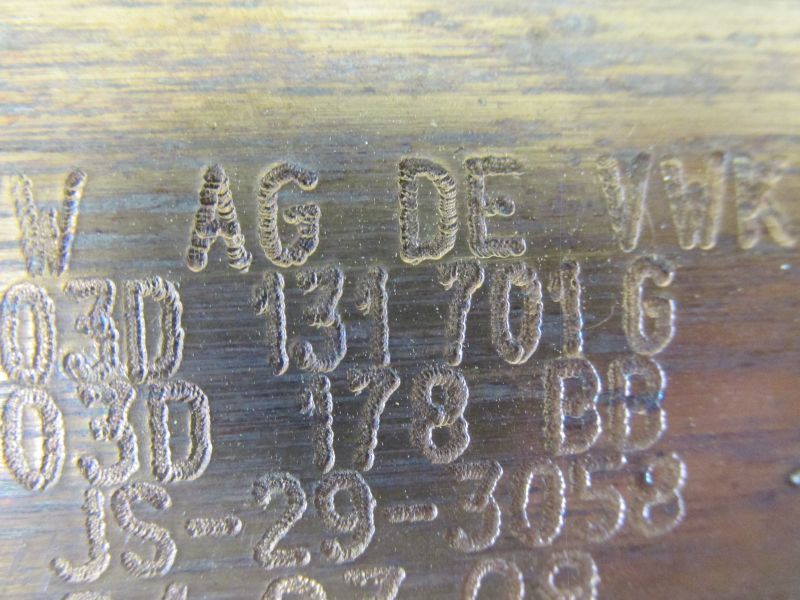 W AG DE VWK
03D 131 701 G
03D 178 BB
JS-29-3058